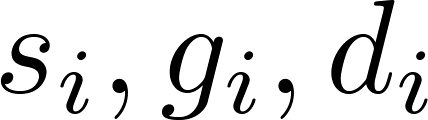 s_i, g_i, d_i